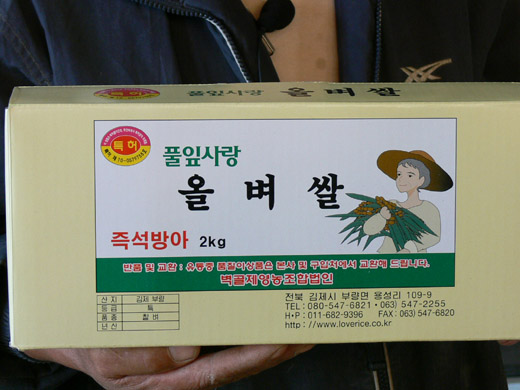 풀잎사랑 올벼쌀
특허
풀잎사랑
올벼쌀
즉석방아 2kg
반품 및 교환 : 유통중 품질이상품은 본사 및 구입처에서 교환해 드립니다.
벽골제영농조합법인
산지 김제 부량
등급 특
품종 찰벼
년산
전북 김제시 부량면 용성리 109-9
TEL : 080-547-6821 • 063) 547-2255
H•P : 011-682-9396 FAX : 063) 547-6820
http : //www.loverice.co.kr